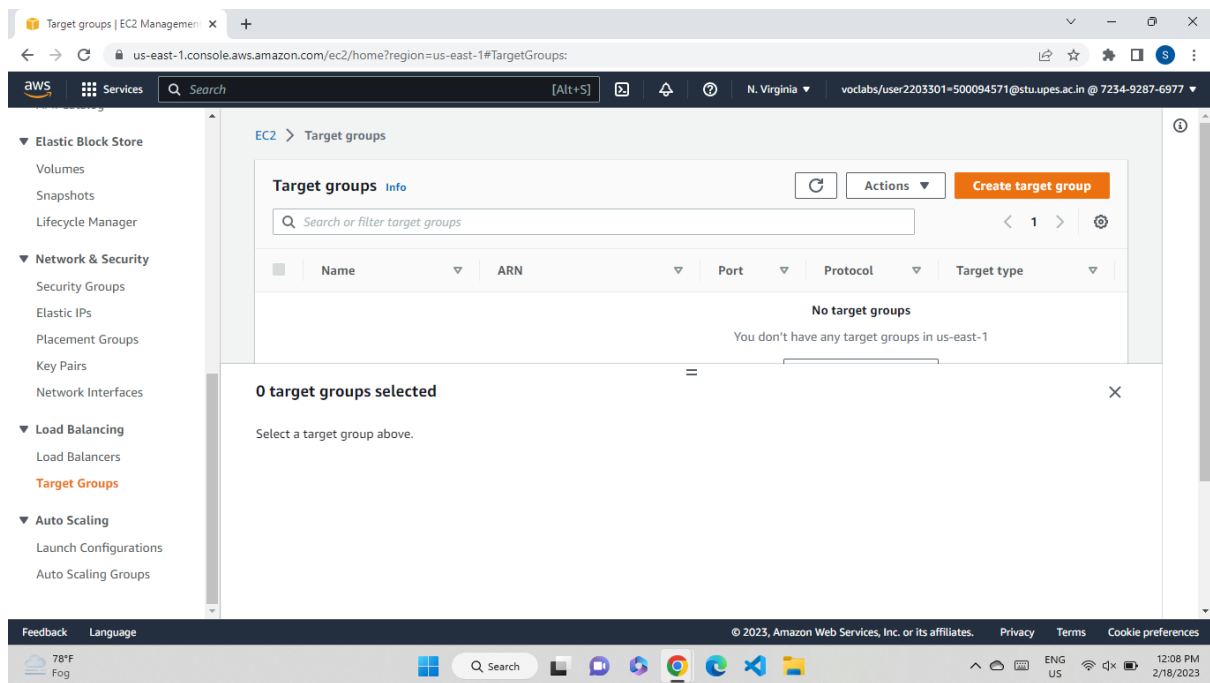 Target groups | EC2 Management
us-east-1.console.aws.amazon.com/ec2/home?region=us-east-1#TargetGroups:
S
aws Services Search [Alt+S] N. Virginia voclabs/user2203301=500094571@stu.upes.ac.in @ 7234-9287-6977
Elastic Block Store
Volumes
Snapshots
Lifecycle Manager
Network & Security
Security Groups
Elastic IPs
Placement Groups
Key Pairs
Network Interfaces
Load Balancing
Load Balancers
Target Groups
Auto Scaling
Launch Configurations
Auto Scaling Groups
EC2 > Target groups
Target groups Info Actions Create target group
Search or filter target groups 1
Name ARN Port Protocol Target type
No target groups
You don't have any target groups in us-east-1
0 target groups selected
Select a target group above.
Feedback Language © 2023, Amazon Web Services, Inc. or its affiliates. Privacy Terms Cookie preferences
78°F
Fog
Search
ENG
US
12:08 PM
2/18/2023